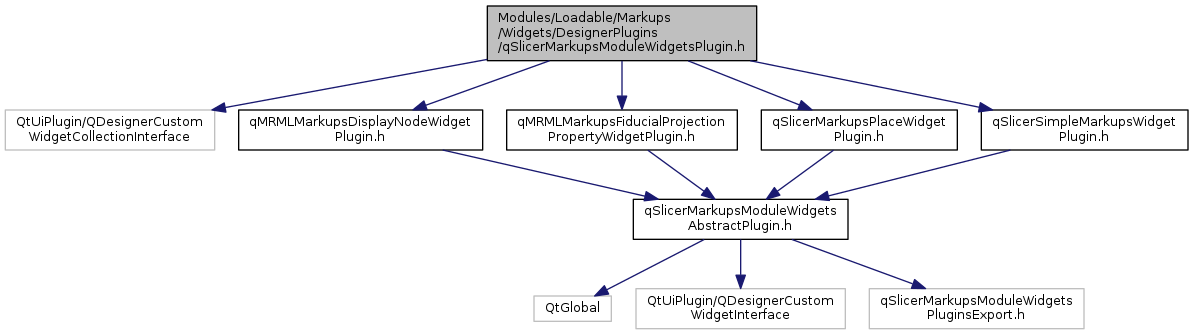 Modules/Loadable/Markups
/Widgets/DesignerPlugins
/qSlicerMarkupsModuleWidgetsPlugin.h
QtUiPlugin/QDesignerCustom
WidgetCollectionInterface
qMRMLMarkupsDisplayNodeWidget
Plugin.h
qMRMLMarkupsFiducialProjection
PropertyWidgetPlugin.h
qSlicerMarkupsPlaceWidget
Plugin.h
qSlicerSimpleMarkupsWidget
Plugin.h
qSlicerMarkupsModuleWidgets
AbstractPlugin.h
QtGlobal
QtUiPlugin/QDesignerCustom
WidgetInterface
qSlicerMarkupsModuleWidgets
PluginsExport.h